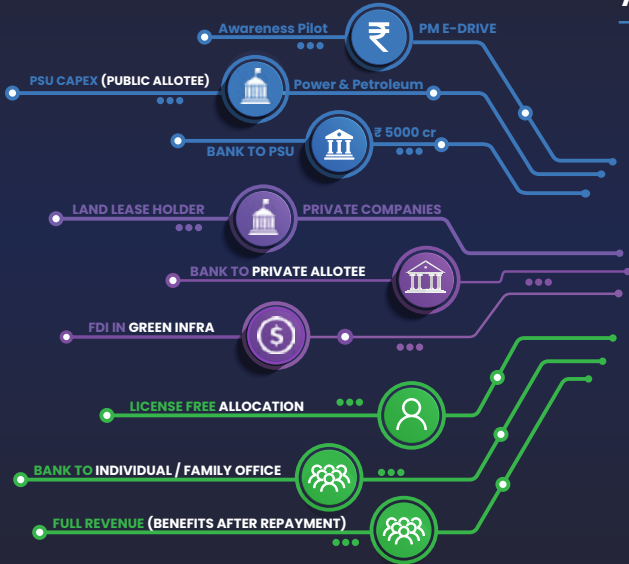 Awareness Pilot ₹ PM E-DRIVE
PSU CAPEX (PUBLIC ALLOTEE) Power & Petroleum
BANK TO PSU ₹ 5000 cr
LAND LEASE HOLDER PRIVATE COMPANIES
BANK TO PRIVATE ALLOTEE
FDI IN GREEN INFRA $
LICENSE FREE ALLOCATION
BANK TO INDIVIDUAL / FAMILY OFFICE
FULL REVENUE (BENEFITS AFTER REPAYMENT)